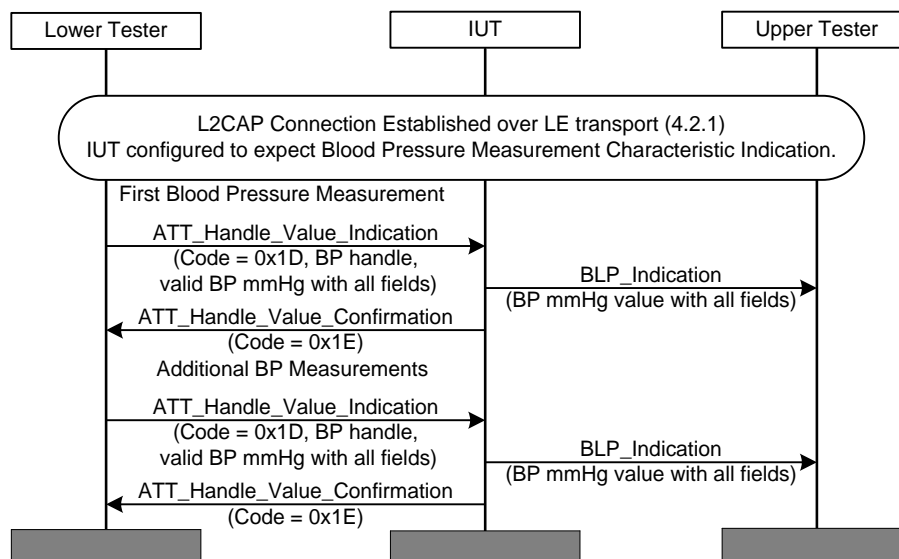 Lower Tester
IUT
Upper Tester
L2CAP Connection Established over LE transport (4.2.1)
IUT configured to expect Blood Pressure Measurement Characteristic Indication.
First Blood Pressure Measurement
ATT_Handle_Value_Indication
(Code = 0x1D, BP handle,
valid BP mmHg with all fields)
BLP_Indication
(BP mmHg value with all fields)
ATT_Handle_Value_Confirmation
(Code = 0x1E)
Additional BP Measurements
ATT_Handle_Value_Indication
(Code = 0x1D, BP handle,
valid BP mmHg with all fields)
BLP_Indication
(BP mmHg value with all fields)
ATT_Handle_Value_Confirmation
(Code = 0x1E)